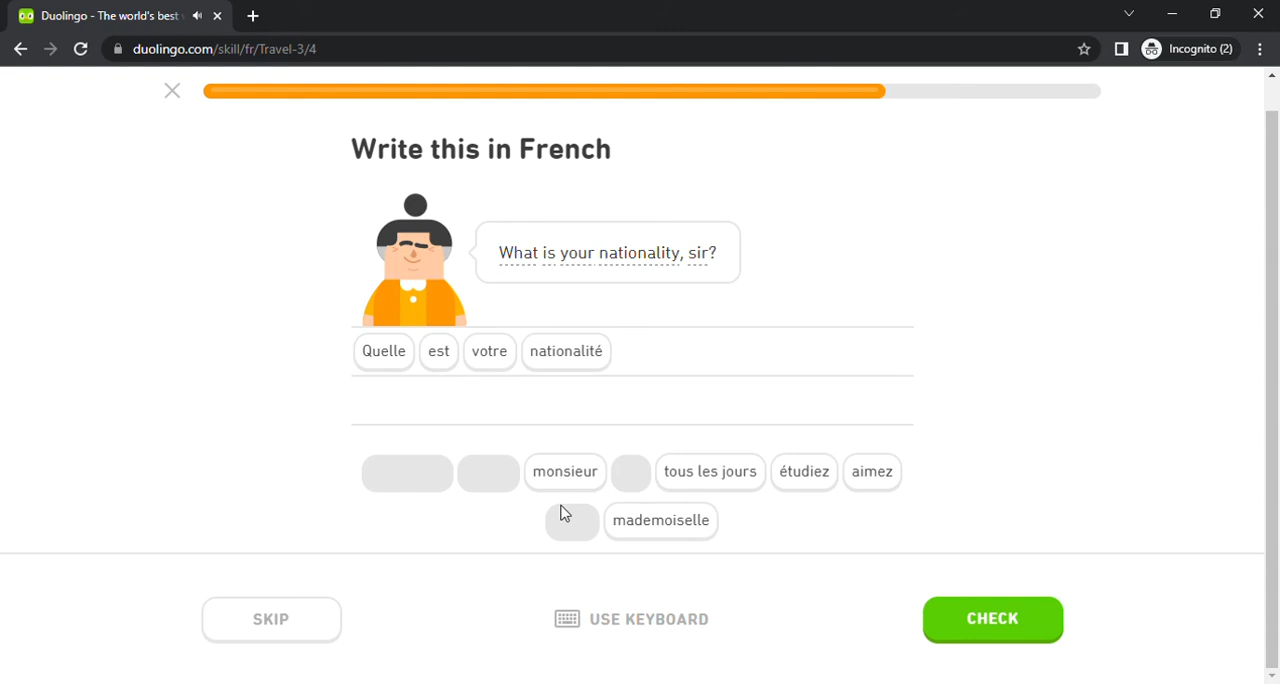 Duolingo - The world's best
duolingo.com/skill/fr/Travel-3/4
Incognito (2)
Write this in French
What is your nationality, sir?
Quelle est votre nationalité
monsieur tous les jours étudiez aimez
mademoiselle
SKIP USE KEYBOARD CHECK